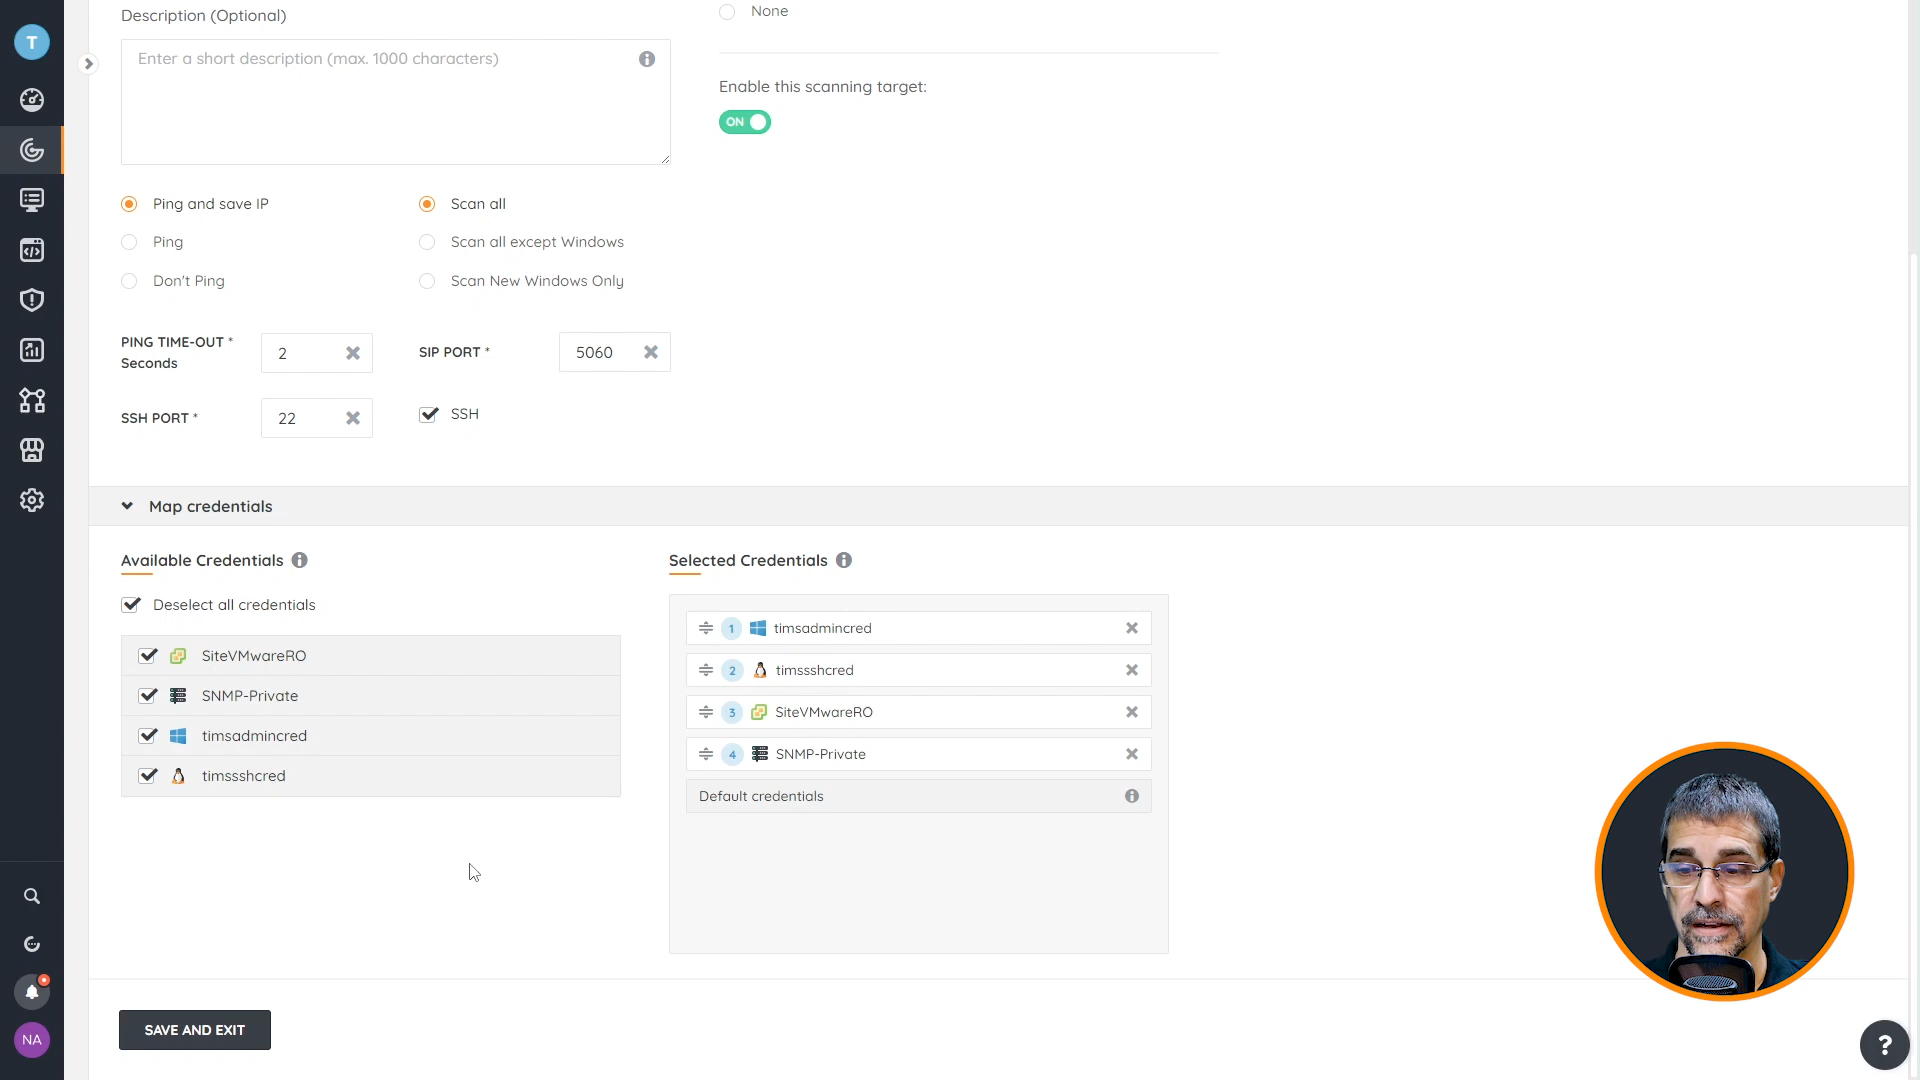 T
Description (Optional)
Enter a short description (max. 1000 characters)
None
Enable this scanning target:
ON
Ping and save IP
Scan all
Ping
Scan all except Windows
Don't Ping
Scan New Windows Only
PING TIME-OUT *
Seconds
2
SIP PORT *
5060
SSH PORT *
22
SSH
Map credentials
Available Credentials
Deselect all credentials
SiteVMwareRO
SNMP-Private
timsadmincred
timssshcred
Selected Credentials
1 timsadmincred
2 timssshcred
3 SiteVMwareRO
4 SNMP-Private
Default credentials
NA
SAVE AND EXIT
?